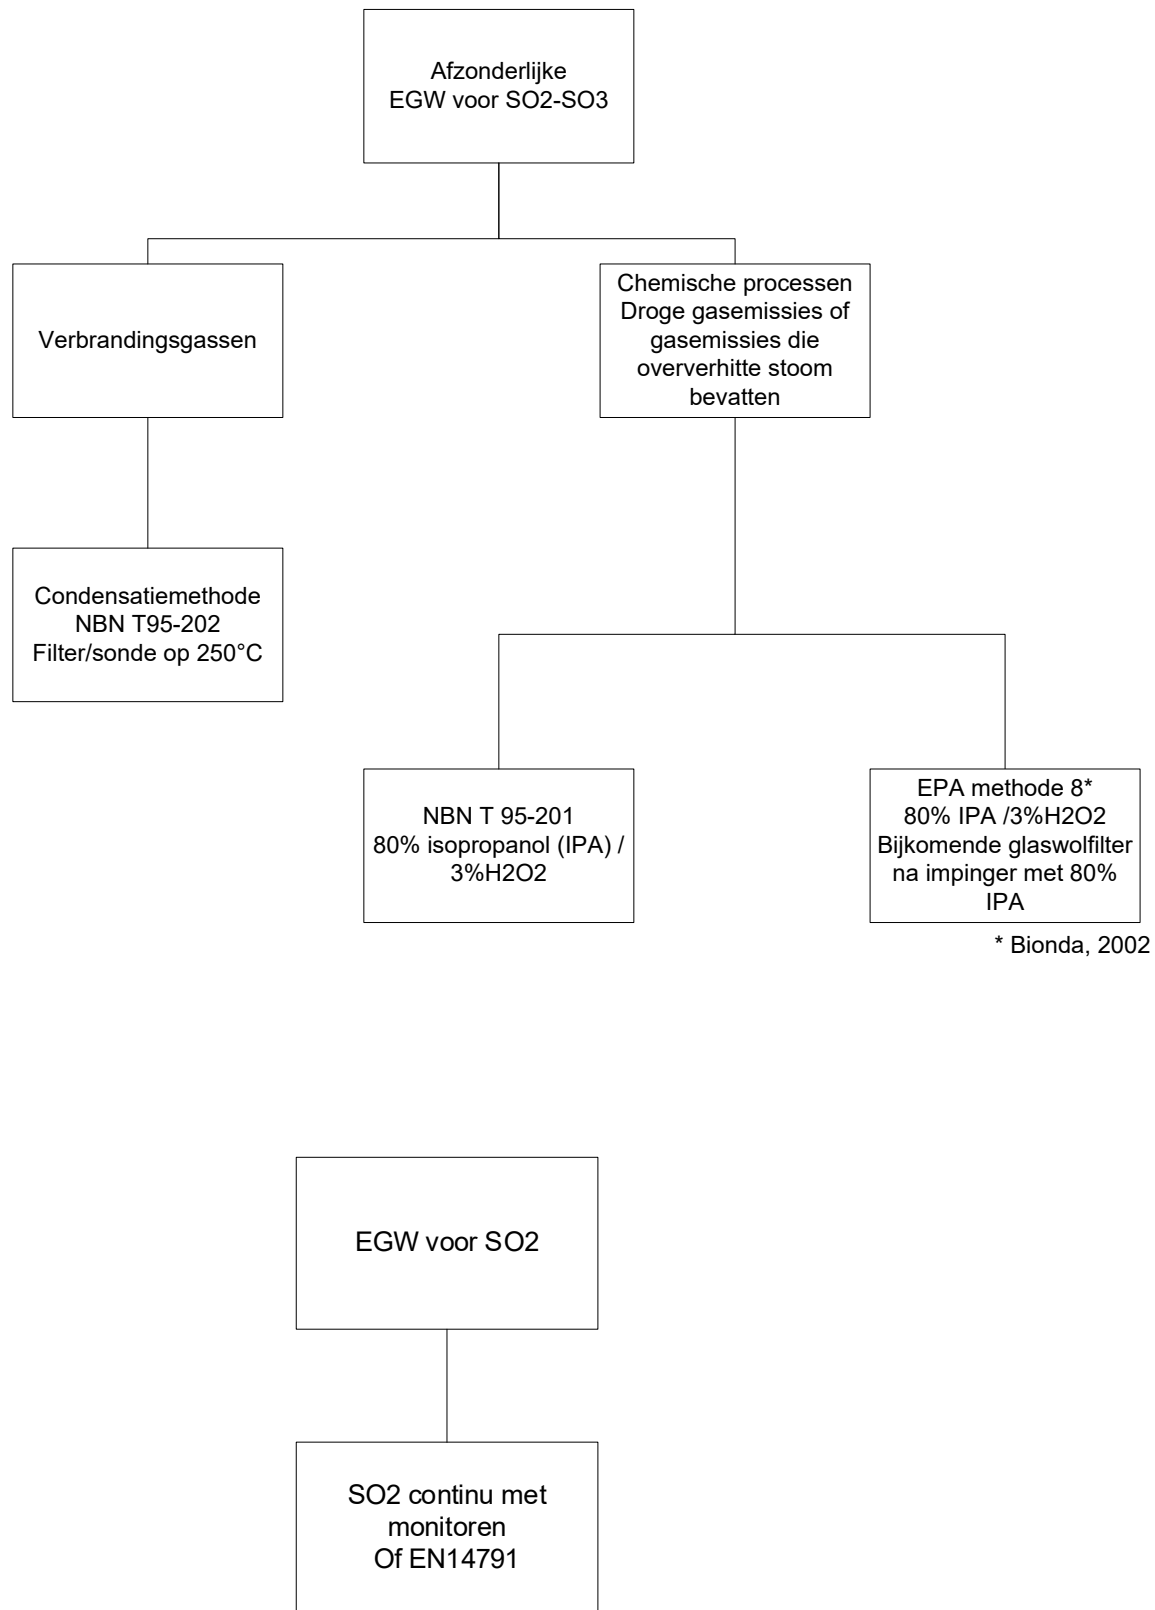 Afzonderlijke
EGW voor SO2-SO3
Verbrandingsgassen
Chemische processen
Droge gasemissies of
gasemissies die
oververhitte stoom
bevatten
Condensatiemethode
NBN T95-202
Filter/sonde op 250°C
NBN T 95-201
80% isopropanol (IPA) /
3%H2O2
EPA methode 8*
80% IPA /3%H2O2
Bijkomende glaswolfilter
na impinger met 80%
IPA
* Bionda, 2002
EGW voor SO2
SO2 continu met
monitoren
Of EN14791